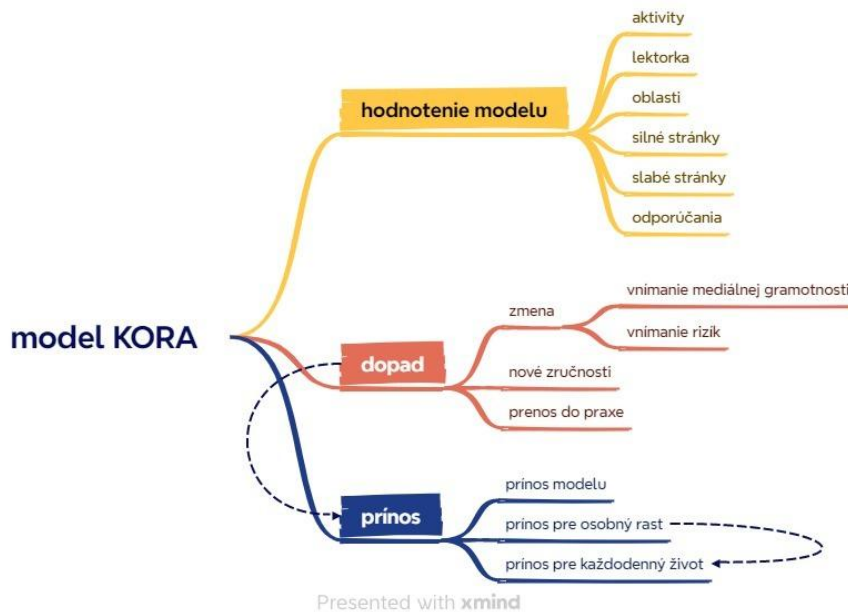 model KORA
hodnotenie modelu
aktivity
lektorka
oblasti
silné stránky
slabé stránky
odporúčania
dopad
zmena
vnímanie mediálnej gramotnosti
vnímanie rizík
nové zručnosti
prenos do praxe
prínos
prínos modelu
prínos pre osobný rast
prínos pre každodenný život
Presented with xmind